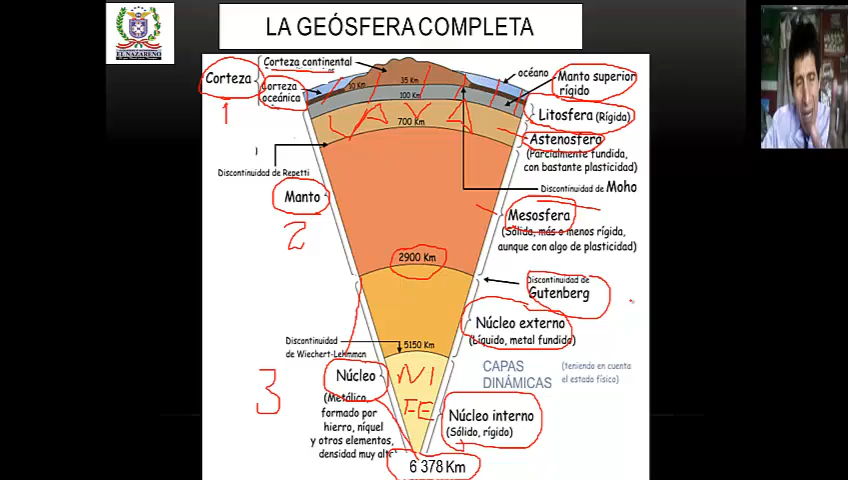 EL NAZARENO
LA GEÓSFERA COMPLETA
Corteza continental
Corteza
1
Corteza
oceánica
océano
Manto superior
rígido
10 Km
35 Km
100 Km
Litosfera (Rígida)
LAVA
700 Km
Astenosfera
(Parcialmente fundida,
con bastante plasticidad)
Discontinuidad de Repetti
Discontinuidad de Moho
Manto
2
Mesosfera
(Sólida, más o menos rígida,
aunque con algo de plasticidad)
2900 Km
Discontinuidad de
Gutenberg
Núcleo externo
(Líquido, metal fundido)
Discontinuidad
de Wiechert-Lehmman
5150 Km
CAPAS
DINÁMICAS
(teniendo en cuenta
el estado físico)
Núcleo
3
NI
FE
(Metálico,
formado por
hierro, níquel
y otros elementos,
densidad muy alta
Núcleo interno
(Sólido, rígido)
6 378 Km